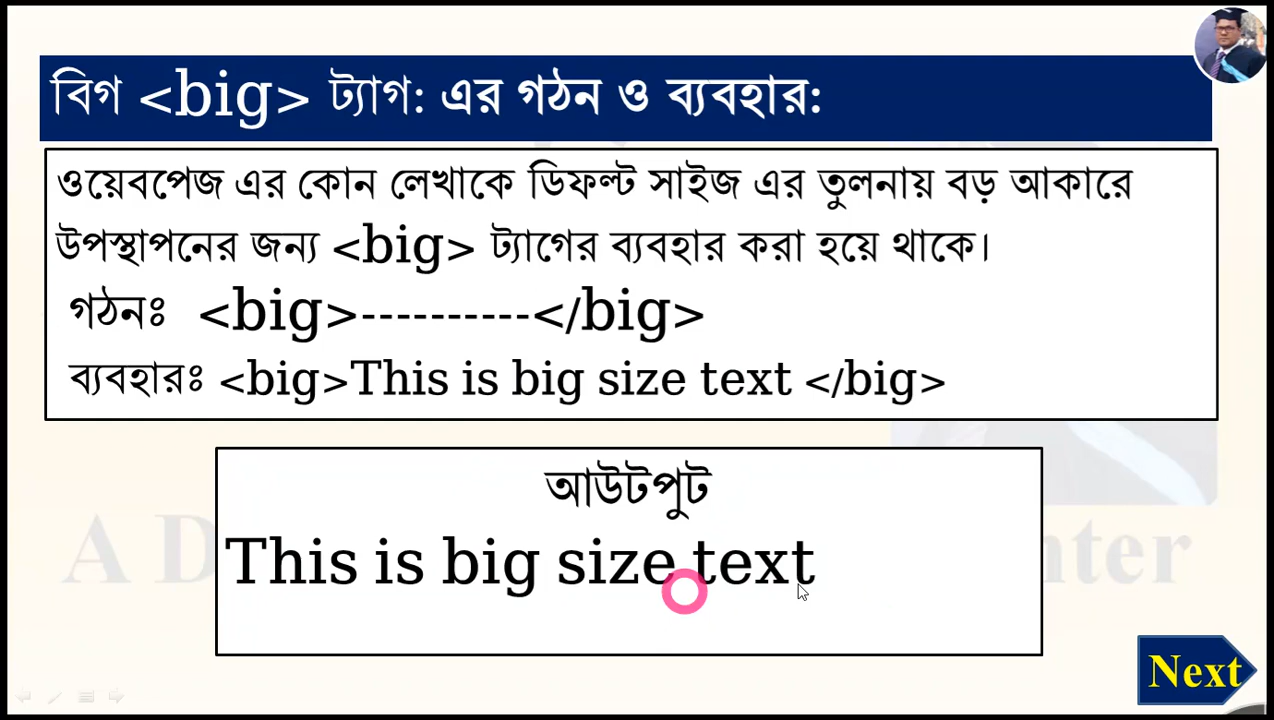 বিগ <big> ট্যাগ: এর গঠন ও ব্যবহার:
ওয়েবপেজ এর কোন লেখাকে ডিফল্ট সাইজ এর তুলনায় বড় আকারে
উপস্থাপনের জন্য <big> ট্যাগের ব্যবহার করা হয়ে থাকে।
গঠনঃ <big>----------</big>
ব্যবহারঃ <big>This is big size text </big>
আউটপুট
This is big size text
Next